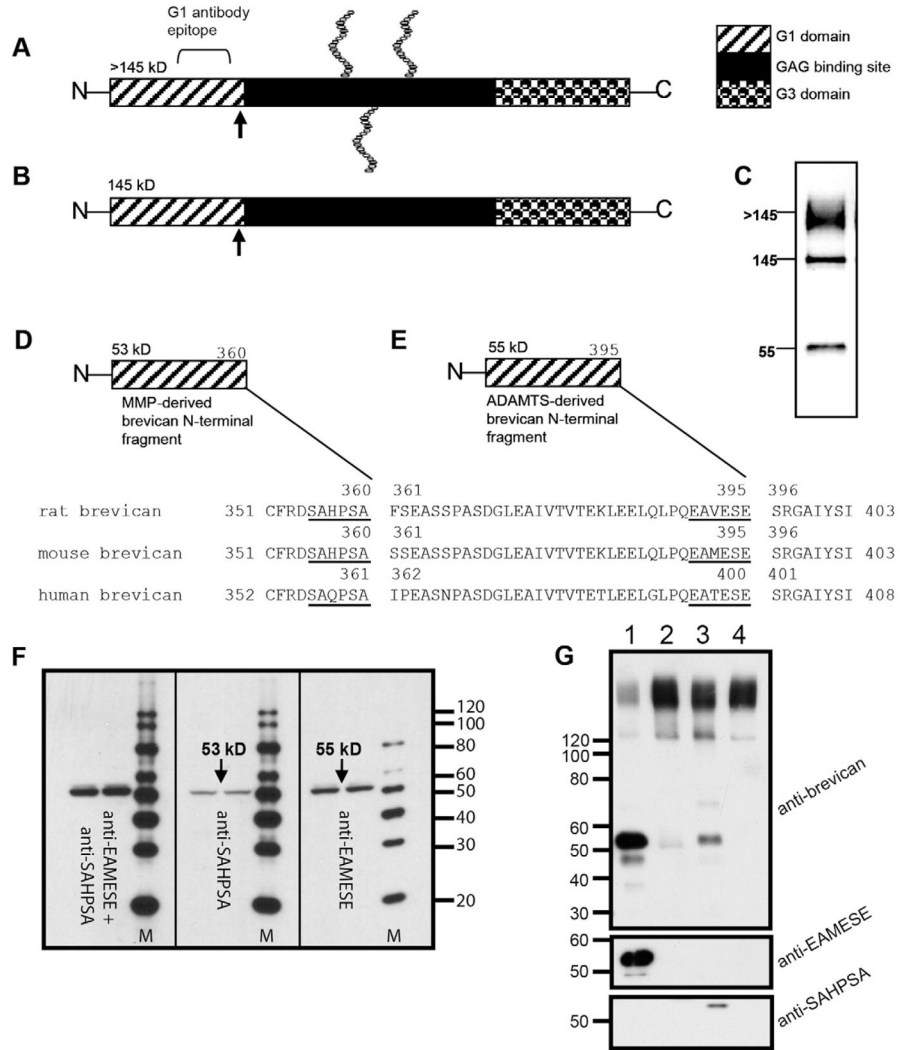 G1 antibody
epitope
A
>145 kD
N
C
G1 domain
GAG binding site
G3 domain
B
145 kD
N
C
C
>145
145
55
D
53 kD
360
N
MMP-derived
brevican N-terminal
fragment
E
55 kD
395
N
ADAMTS-derived
brevican N-terminal
fragment
360 361 395 396
rat brevican 351 CFRDSAHPSA FSEASSPASDGLEAIVTVTEKLEELQLPQEAVESE SRGAIYSI 403
360 361 395 396
mouse brevican 351 CFRDSAHPSA SSEASSPASDGLEAIVTVTEKLEELQLPQEAMESE SRGAIYSI 403
361 362 400 401
human brevican 352 CFRDSAQPSA IPEASNPASDGLEAIVTVTETLEELGLPQEATESE SRGAIYSI 408
F
anti-EAMESE +
anti-SAHPSA
M
53 kD
anti-SAHPSA
M
55 kD
anti-EAMESE
M
120
100
80
60
50
40
30
20
G
1 2 3 4
120
100
80
60
50
40
30
anti-brevican
60
50
anti-EAMESE
50
anti-SAHPSA